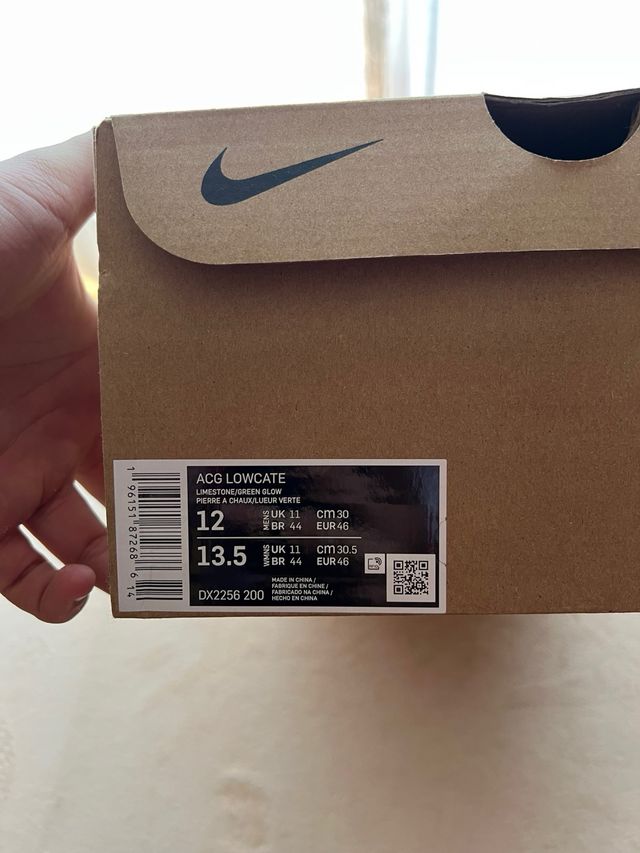 ACG LOWCATE
LIMESTONE/GREEN GLOW
PIERRE A CHAUX/LUEUR VERTE
12 MENS UK 11 CM 30
BR 44 EUR 46
13.5 WMNS UK 11 CM 30.5
BR 44 EUR 46
DX2256 200
MADE IN CHINA /
FABRIQUE EN CHINE /
FABRICADO NA CHINA /
HECHO EN CHINA
1 96151 87268 6 14